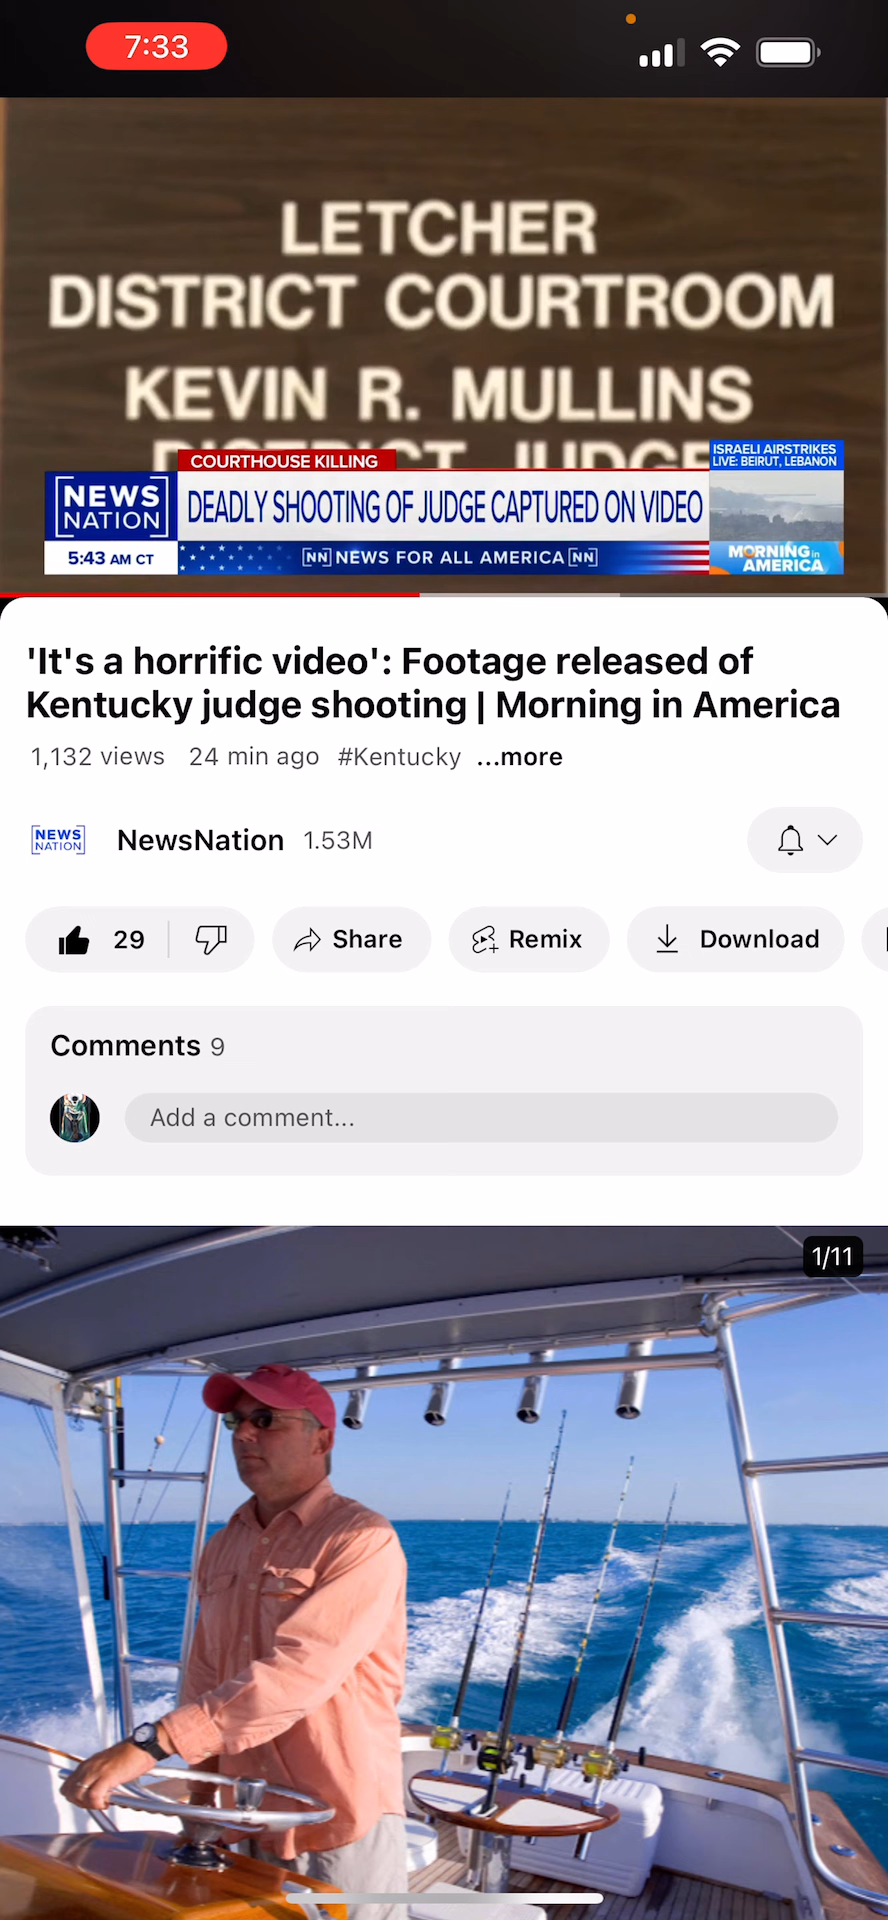 7:33
LETCHER
DISTRICT COURTROOM
KEVIN R. MULLINS
DISTRICT JUDGE
COURTHOUSE KILLING
ISRAELI AIRSTRIKES
LIVE: BEIRUT, LEBANON
NEWS
NATION
DEADLY SHOOTING OF JUDGE CAPTURED ON VIDEO
5:43 AM CT
NN NEWS FOR ALL AMERICA NN
MORNING in
AMERICA
'It's a horrific video': Footage released of
Kentucky judge shooting | Morning in America
1,132 views 24 min ago #Kentucky ...more
NEWS
NATION
NewsNation 1.53M
29 Share Remix Download
Comments 9
Add a comment...
1/11